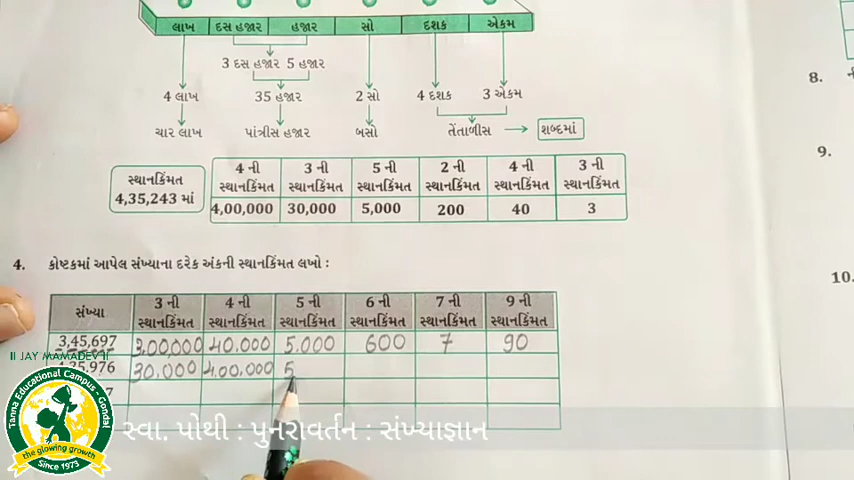 લાખ દસ હજાર હજાર સો દશક એકમ
3 દસ હજાર 5 હજાર
4 લાખ 35 હજાર 2 સો 4 દશક 3 એકમ
ચાર લાખ પાંત્રીસ હજાર બસો તેંતાળીસ → શબ્દમાં
સ્થાનકિંમત 4,35,243 માં
4 ની સ્થાનકિંમત 3 ની સ્થાનકિંમત 5 ની સ્થાનકિંમત 2 ની સ્થાનકિંમત 4 ની સ્થાનકિંમત 3 ની સ્થાનકિંમત
4,00,000 30,000 5,000 200 40 3
8.
9.
10.
4. કોષ્ટકમાં આપેલ સંખ્યાના દરેક અંકની સ્થાનકિંમત લખો :
સંખ્યા 3 ની સ્થાનકિંમત 4 ની સ્થાનકિંમત 5 ની સ્થાનકિંમત 6 ની સ્થાનકિંમત 7 ની સ્થાનકિંમત 9 ની સ્થાનકિંમત
3,45,697 3,00,000 40,000 5,000 600 7 90
4,35,976 30,000 4,00,000 5
7
॥ JAY MAMADEV ॥
Tanna Educational Campus - Gondal
the glowing growth
Since 1973
સ્વા. પોથી : પુનરાવર્તન : સંખ્યાજ્ઞાન